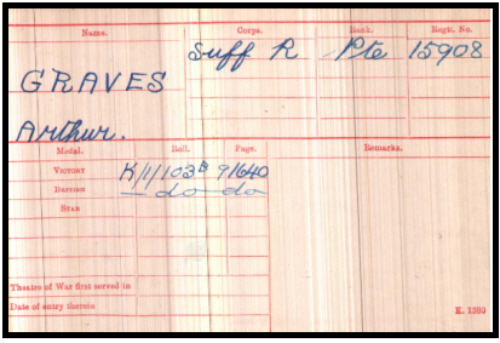 Name. Corps. Rank. Regtl. No.
Suff R Pte 15908
GRAVES
Arthur.
Medal. Roll. Page. Remarks.
VICTORY K/1/103B 91640
BRITISH — do — do —
STAR
Theatre of War first served in
Date of entry therein
K. 1380